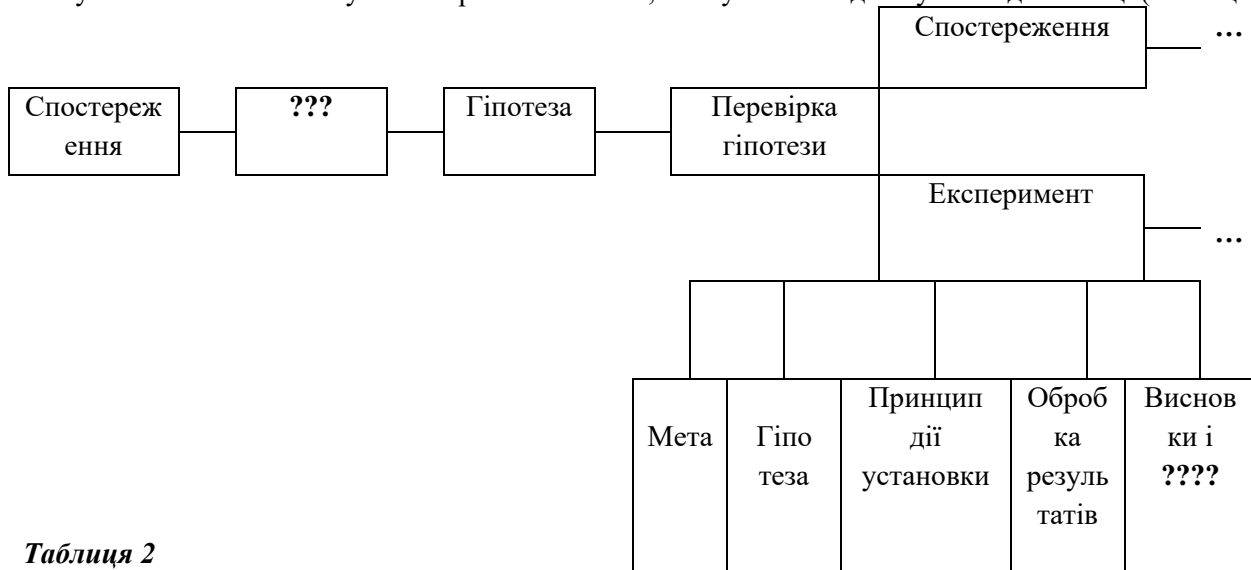 Спостереження
...
Спостереж
ення
???
Гіпотеза
Перевірка
гіпотези
Експеримент
...
Мета
Гіпо
теза
Принцип
дії
установки
Оброб
ка
резуль
татів
Виснов
ки і
????
Таблиця 2